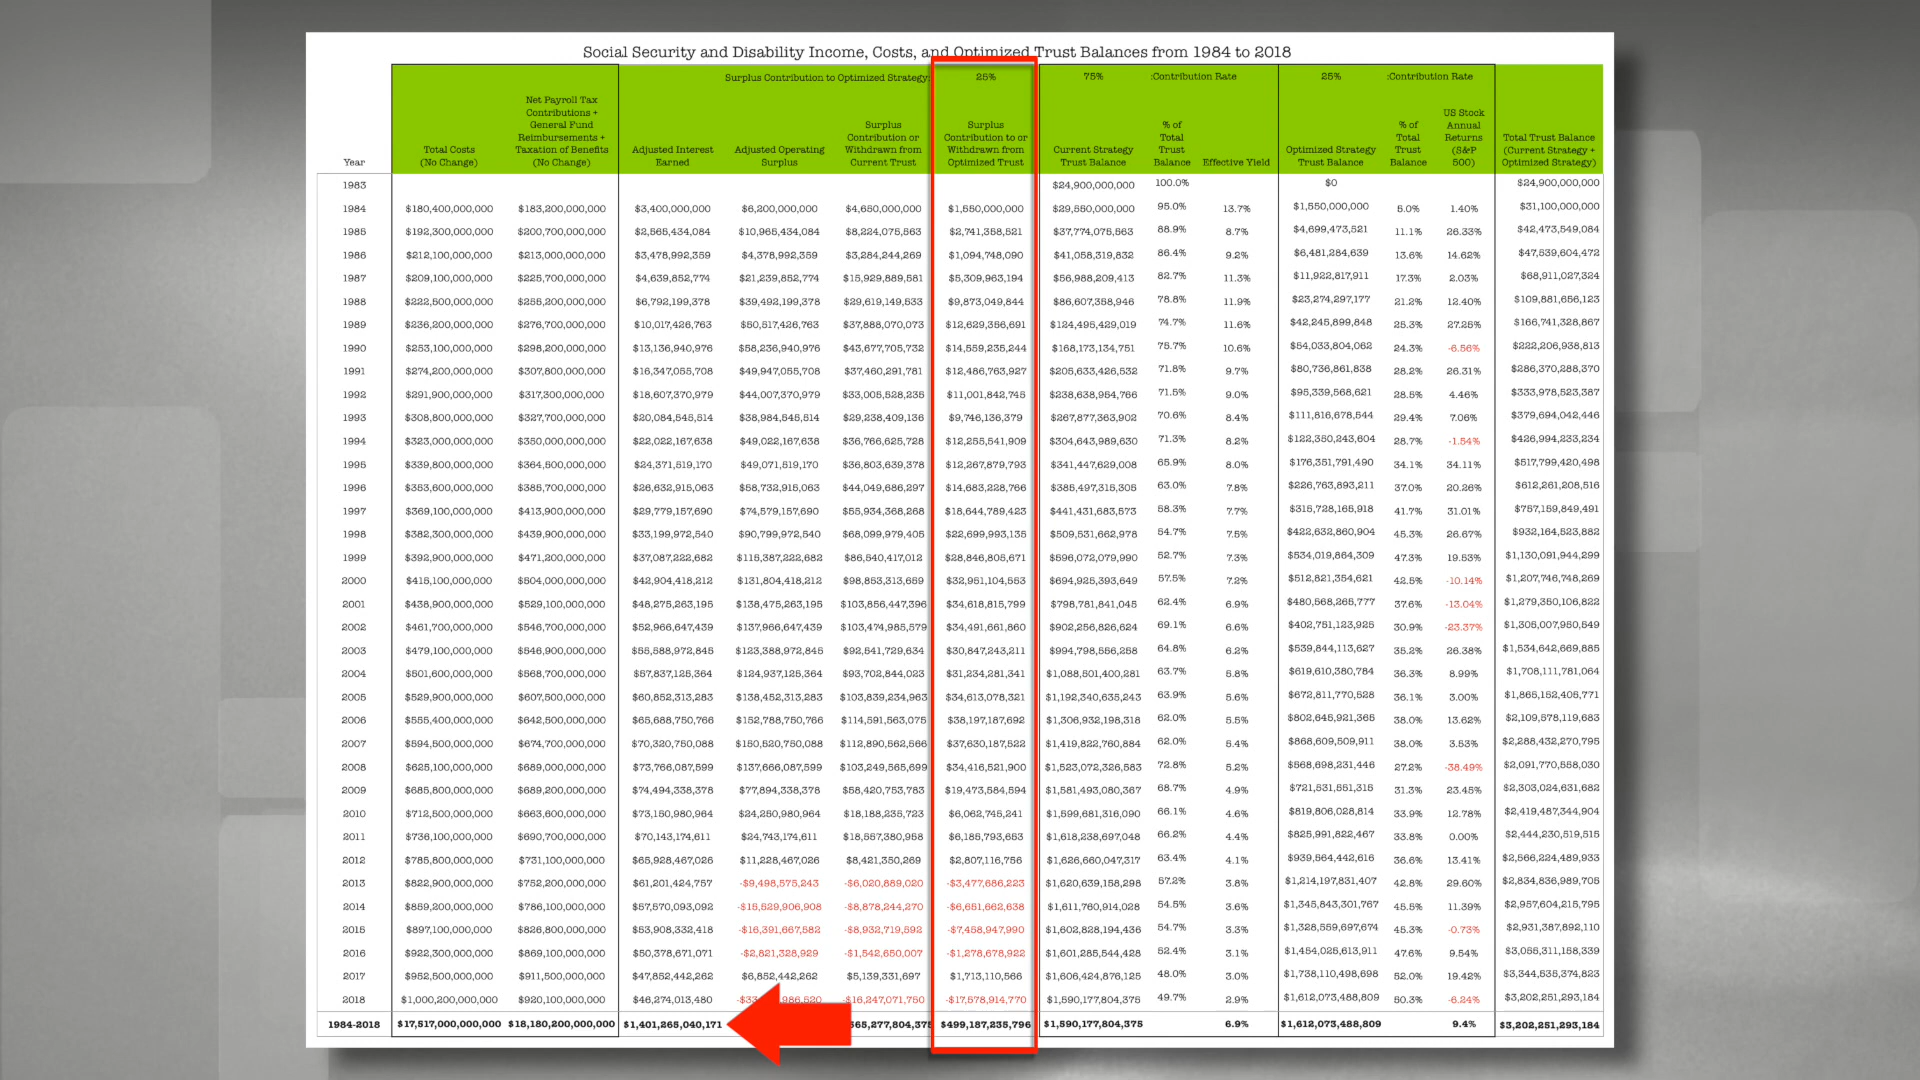 Social Security and Disability Income, Costs, and Optimized Trust Balances from 1984 to 2018
Surplus Contribution to Optimized Strategy: 25% 75% :Contribution Rate 25% :Contribution Rate
Year
Total Costs
(No Change)
Net Payroll Tax
Contributions +
General Fund
Reimbursements +
Taxation of Benefits
(No Change)
Adjusted Interest
Earned
Adjusted Operating
Surplus
Surplus
Contribution or
Withdrawn from
Current Trust
Surplus
Contribution to or
Withdrawn from
Optimized Trust
Current Strategy
Trust Balance
% of
Total
Trust
Balance
Effective Yield
Optimized Strategy
Trust Balance
% of
Total
Trust
Balance
US Stock
Annual
Returns
(S&P
500)
Total Trust Balance
(Current Strategy +
Optimized Strategy)
1983 $24,900,000,000 100.0% $0 $24,900,000,000
1984 $180,400,000,000 $183,200,000,000 $3,400,000,000 $6,200,000,000 $4,650,000,000 $1,550,000,000 $29,550,000,000 95.0% 13.7% $1,550,000,000 5.0% 1.40% $31,100,000,000
1985 $192,300,000,000 $200,700,000,000 $2,565,434,084 $10,965,434,084 $8,224,075,563 $2,741,358,521 $37,774,075,563 88.9% 8.7% $4,699,473,521 11.1% 26.33% $42,473,549,084
1986 $212,100,000,000 $213,000,000,000 $3,478,992,359 $4,378,992,359 $3,284,244,269 $1,094,748,090 $41,058,319,832 86.4% 9.2% $6,481,284,639 13.6% 14.62% $47,539,604,472
1987 $209,100,000,000 $225,700,000,000 $4,639,852,774 $21,239,852,774 $15,929,889,581 $5,309,963,194 $56,988,209,413 82.7% 11.3% $11,922,817,911 17.3% 2.03% $68,911,027,324
1988 $222,500,000,000 $255,200,000,000 $6,792,199,378 $39,492,199,378 $29,619,149,533 $9,873,049,844 $86,607,358,946 78.8% 11.9% $23,274,297,177 21.2% 12.40% $109,881,656,123
1989 $236,200,000,000 $276,700,000,000 $10,017,426,763 $50,517,426,763 $37,888,070,073 $12,629,356,691 $124,495,429,019 74.7% 11.6% $42,245,899,848 25.3% 27.25% $166,741,328,867
1990 $253,100,000,000 $298,200,000,000 $13,136,940,976 $58,236,940,976 $43,677,705,732 $14,559,235,244 $168,173,134,751 75.7% 10.6% $54,033,804,062 24.3% -6.56% $222,206,938,813
1991 $274,200,000,000 $307,800,000,000 $16,347,055,708 $49,947,055,708 $37,460,291,781 $12,486,763,927 $205,633,426,532 71.8% 9.7% $80,736,861,838 28.2% 26.31% $286,370,288,370
1992 $291,900,000,000 $317,300,000,000 $18,607,370,979 $44,007,370,979 $33,005,528,235 $11,001,842,745 $238,638,954,766 71.5% 9.0% $95,339,568,621 28.5% 4.46% $333,978,523,387
1993 $308,800,000,000 $327,700,000,000 $20,084,545,514 $38,984,545,514 $29,238,409,136 $9,746,136,379 $267,877,363,902 70.6% 8.4% $111,816,678,544 29.4% 7.06% $379,694,042,446
1994 $323,000,000,000 $350,000,000,000 $22,022,167,638 $49,022,167,638 $36,766,625,728 $12,255,541,909 $304,643,989,630 71.3% 8.2% $122,350,243,604 28.7% -1.54% $426,994,233,234
1995 $339,800,000,000 $364,500,000,000 $24,371,519,170 $49,071,519,170 $36,803,639,378 $12,267,879,793 $341,447,629,008 65.9% 8.0% $176,351,791,490 34.1% 34.11% $517,799,420,498
1996 $353,600,000,000 $385,700,000,000 $26,632,915,063 $58,732,915,063 $44,049,686,297 $14,683,228,766 $385,497,315,305 63.0% 7.8% $226,763,893,211 37.0% 20.26% $612,261,208,516
1997 $369,100,000,000 $413,900,000,000 $29,779,157,690 $74,579,157,690 $55,934,368,268 $18,644,789,423 $441,431,683,573 58.3% 7.7% $315,728,165,918 41.7% 31.01% $757,159,849,491
1998 $382,300,000,000 $439,900,000,000 $33,199,972,540 $90,799,972,540 $68,099,979,405 $22,699,993,135 $509,531,662,978 54.7% 7.5% $422,632,860,904 45.3% 26.67% $932,164,523,882
1999 $392,900,000,000 $471,200,000,000 $37,087,222,682 $115,387,222,682 $86,540,417,012 $28,846,805,671 $596,072,079,990 52.7% 7.3% $534,019,864,309 47.3% 19.53% $1,130,091,944,299
2000 $415,100,000,000 $504,000,000,000 $42,904,418,212 $131,804,418,212 $98,853,313,659 $32,951,104,553 $694,925,393,649 57.5% 7.2% $512,821,354,621 42.5% -10.14% $1,207,746,748,269
2001 $438,900,000,000 $529,100,000,000 $48,275,263,195 $138,475,263,195 $103,856,447,396 $34,618,815,799 $798,781,841,045 62.4% 6.9% $480,568,265,777 37.6% -13.04% $1,279,350,106,822
2002 $461,700,000,000 $546,700,000,000 $52,966,647,439 $137,966,647,439 $103,474,985,579 $34,491,661,860 $902,256,826,624 69.1% 6.6% $402,751,123,925 30.9% -23.37% $1,305,007,950,549
2003 $479,100,000,000 $546,900,000,000 $55,588,972,845 $123,388,972,845 $92,541,729,634 $30,847,243,211 $994,798,556,258 64.8% 6.2% $539,844,113,627 35.2% 26.38% $1,534,642,669,885
2004 $501,600,000,000 $568,700,000,000 $57,837,125,364 $124,937,125,364 $93,702,844,023 $31,234,281,341 $1,088,501,400,281 63.7% 5.8% $619,610,380,784 36.3% 8.99% $1,708,111,781,064
2005 $529,900,000,000 $607,500,000,000 $60,852,313,283 $138,452,313,283 $103,839,234,963 $34,613,078,321 $1,192,340,635,243 63.9% 5.6% $672,811,770,528 36.1% 3.00% $1,865,152,405,771
2006 $555,400,000,000 $642,500,000,000 $65,688,750,766 $152,788,750,766 $114,591,563,075 $38,197,187,692 $1,306,932,198,318 62.0% 5.5% $802,645,921,365 38.0% 13.62% $2,109,578,119,683
2007 $594,500,000,000 $674,700,000,000 $70,320,750,088 $150,520,750,088 $112,890,562,566 $37,630,187,522 $1,419,822,760,884 62.0% 5.4% $868,609,509,911 38.0% 3.53% $2,288,432,270,795
2008 $625,100,000,000 $689,000,000,000 $73,766,087,599 $137,666,087,599 $103,249,565,699 $34,416,521,900 $1,523,072,326,583 72.8% 5.2% $568,698,231,446 27.2% -38.49% $2,091,770,558,030
2009 $685,800,000,000 $689,200,000,000 $74,494,338,378 $77,894,338,378 $58,420,753,783 $19,473,584,594 $1,581,493,080,367 68.7% 4.9% $721,531,551,315 31.3% 23.45% $2,303,024,631,682
2010 $712,500,000,000 $663,600,000,000 $73,150,980,964 $24,250,980,964 $18,188,235,723 $6,062,745,241 $1,599,681,316,090 66.1% 4.6% $819,806,028,814 33.9% 12.78% $2,419,487,344,904
2011 $736,100,000,000 $690,700,000,000 $70,143,174,611 $24,743,174,611 $18,557,380,958 $6,185,793,653 $1,618,238,697,048 66.2% 4.4% $825,991,822,467 33.8% 0.00% $2,444,230,519,515
2012 $785,800,000,000 $731,100,000,000 $65,928,467,026 $11,228,467,026 $8,421,350,269 $2,807,116,756 $1,626,660,047,317 63.4% 4.1% $939,564,442,616 36.6% 13.41% $2,566,224,489,933
2013 $822,900,000,000 $752,200,000,000 $61,201,424,757 -$9,498,575,243 -$6,020,889,020 -$3,477,686,223 $1,620,639,158,298 57.2% 3.8% $1,214,197,831,407 42.8% 29.60% $2,834,836,989,705
2014 $859,200,000,000 $786,100,000,000 $57,570,093,092 -$15,529,906,908 -$8,878,244,270 -$6,651,662,638 $1,611,760,914,028 54.5% 3.6% $1,345,843,301,767 45.5% 11.39% $2,957,604,215,795
2015 $897,100,000,000 $826,800,000,000 $53,908,332,418 -$16,391,667,582 -$8,932,719,592 -$7,458,947,990 $1,602,828,194,436 54.7% 3.3% $1,328,559,697,674 45.3% -0.73% $2,931,387,892,110
2016 $922,300,000,000 $869,100,000,000 $50,378,671,071 -$2,821,328,929 -$1,542,650,007 -$1,278,678,922 $1,601,285,544,428 52.4% 3.1% $1,454,025,613,911 47.6% 9.54% $3,055,311,158,339
2017 $952,500,000,000 $911,500,000,000 $47,852,442,262 $6,852,442,262 $5,139,331,697 $1,713,110,566 $1,606,424,876,125 48.0% 3.0% $1,738,110,498,698 52.0% 19.42% $3,344,535,374,823
2018 $1,000,200,000,000 $920,100,000,000 $46,274,013,480 -$33 986,520 -$16,247,071,750 -$17,578,914,770 $1,590,177,804,375 49.7% 2.9% $1,612,073,488,809 50.3% -6.24% $3,202,251,293,184
1984-2018 $17,517,000,000,000 $18,180,200,000,000 $1,401,265,040,171 565,277,804,375 $499,187,235,796 $1,590,177,804,375 6.9% $1,612,073,488,809 9.4% $3,202,251,293,184